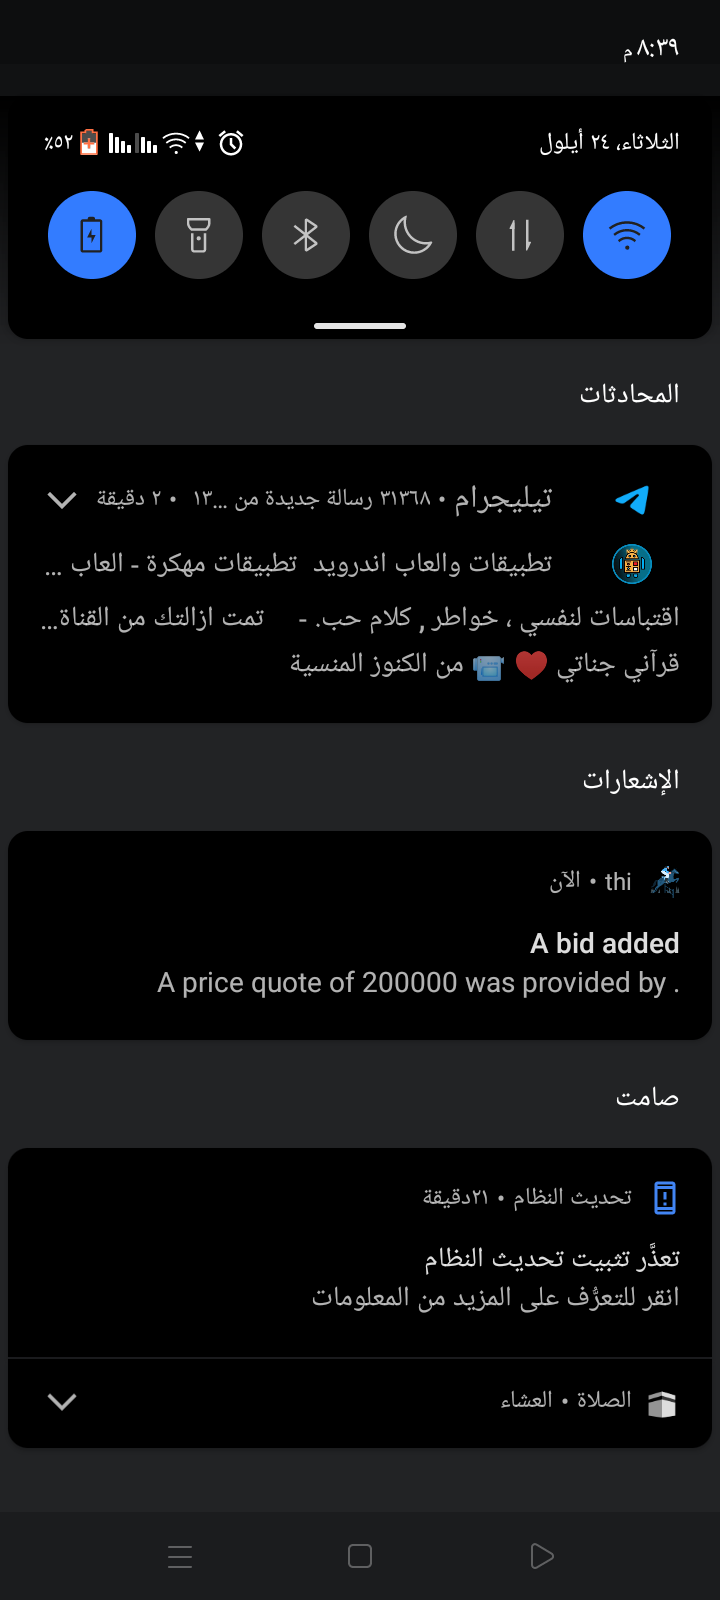 ٨:٣٩ م
الثلاثاء، ٢٤ أيلول
٪٥٢
المحادثات
تيليجرام • ٣١٣٦٨ رسالة جديدة من ...١٣ • ٢ دقيقة
تطبيقات والعاب اندرويد تطبيقات مهكرة - العاب ...
اقتباسات لنفسي ، خواطر , كلام حب. - تمت ازالتك من القناة...
قرآني جناتي ♥️ 📹 من الكنوز المنسية
الإشعارات
thi • الآن
A bid added
A price quote of 200000 was provided by .
صامت
تحديث النظام • ٢١دقيقة
تعذَّر تثبيت تحديث النظام
انقر للتعرُّف على المزيد من المعلومات
الصلاة • العشاء